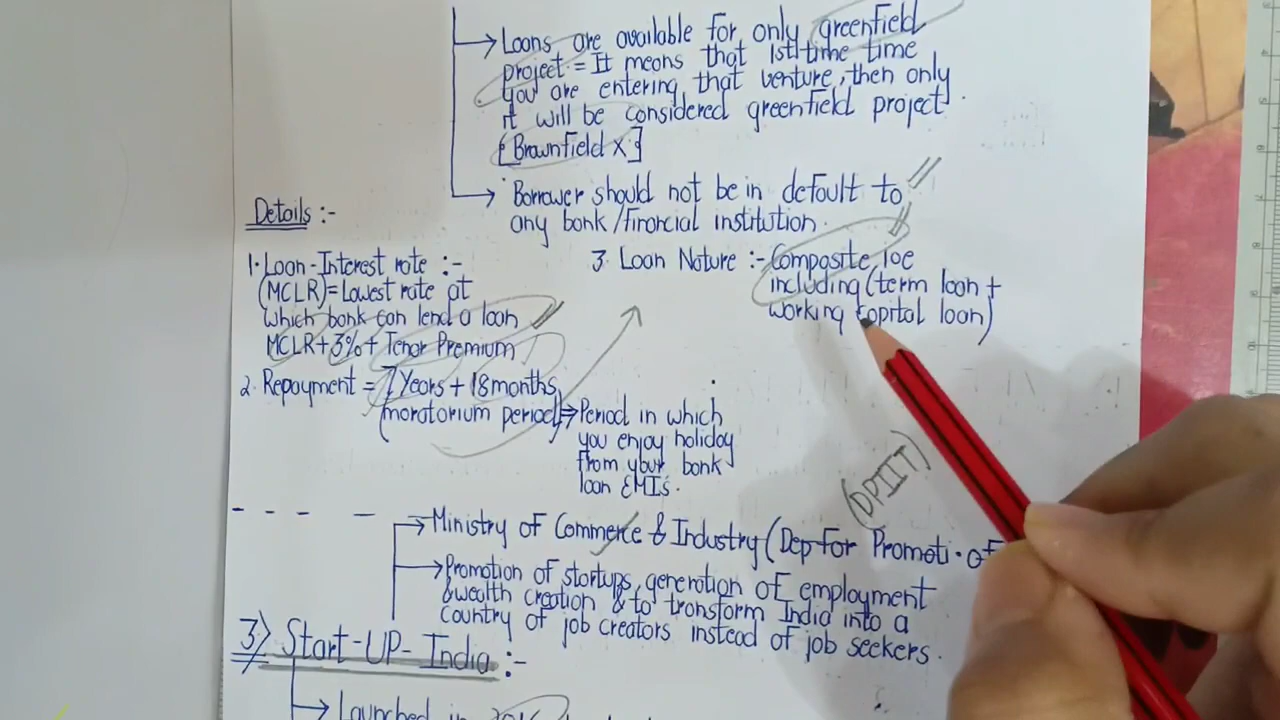 Loans are available for only greenfield
project = It means that 1st time time
you are entering that venture, then only
it will be considered greenfield project
[Brownfield X]
Borrower should not be in default to
any bank/financial institution.
Details :-
1. Loan-Interest rate :-
(MCLR) = Lowest rate at
which bank can lend a loan
MCLR + 3% + Tenor Premium
2. Repayment = 7 Years + 18 months
(moratorium period) ⇒ Period in which
you enjoy holiday
from your bank
loan EMIs.
3. Loan Nature :- Composite, ioe
including (term loan +
working capital loan)
(DPIIT)
Ministry of Commerce & Industry (Dep for Promoti. of
Promotion of startups, generation of employment
& wealth creation & to transform India into a
country of job creators instead of job seekers.
3) Start-UP-India :-
Launched in